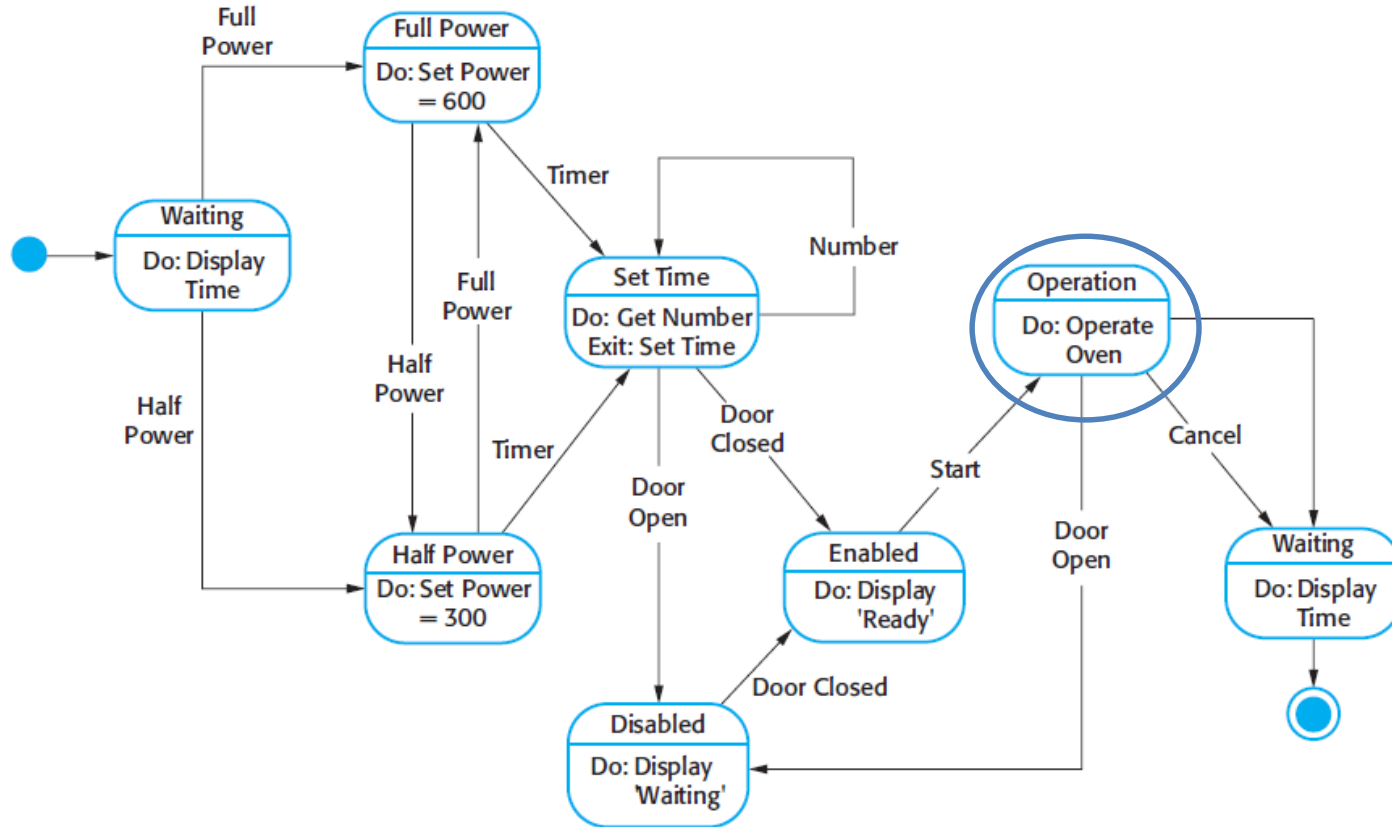 Full
Power
Full Power
Do: Set Power
= 600
Timer
Waiting
Do: Display
Time
Full
Power
Half
Power
Half
Power
Number
Set Time
Do: Get Number
Exit: Set Time
Operation
Do: Operate
Oven
Timer
Door
Closed
Cancel
Start
Door
Open
Door
Open
Half Power
Do: Set Power
= 300
Enabled
Do: Display
'Ready'
Waiting
Do: Display
Time
Door Closed
Disabled
Do: Display
'Waiting'